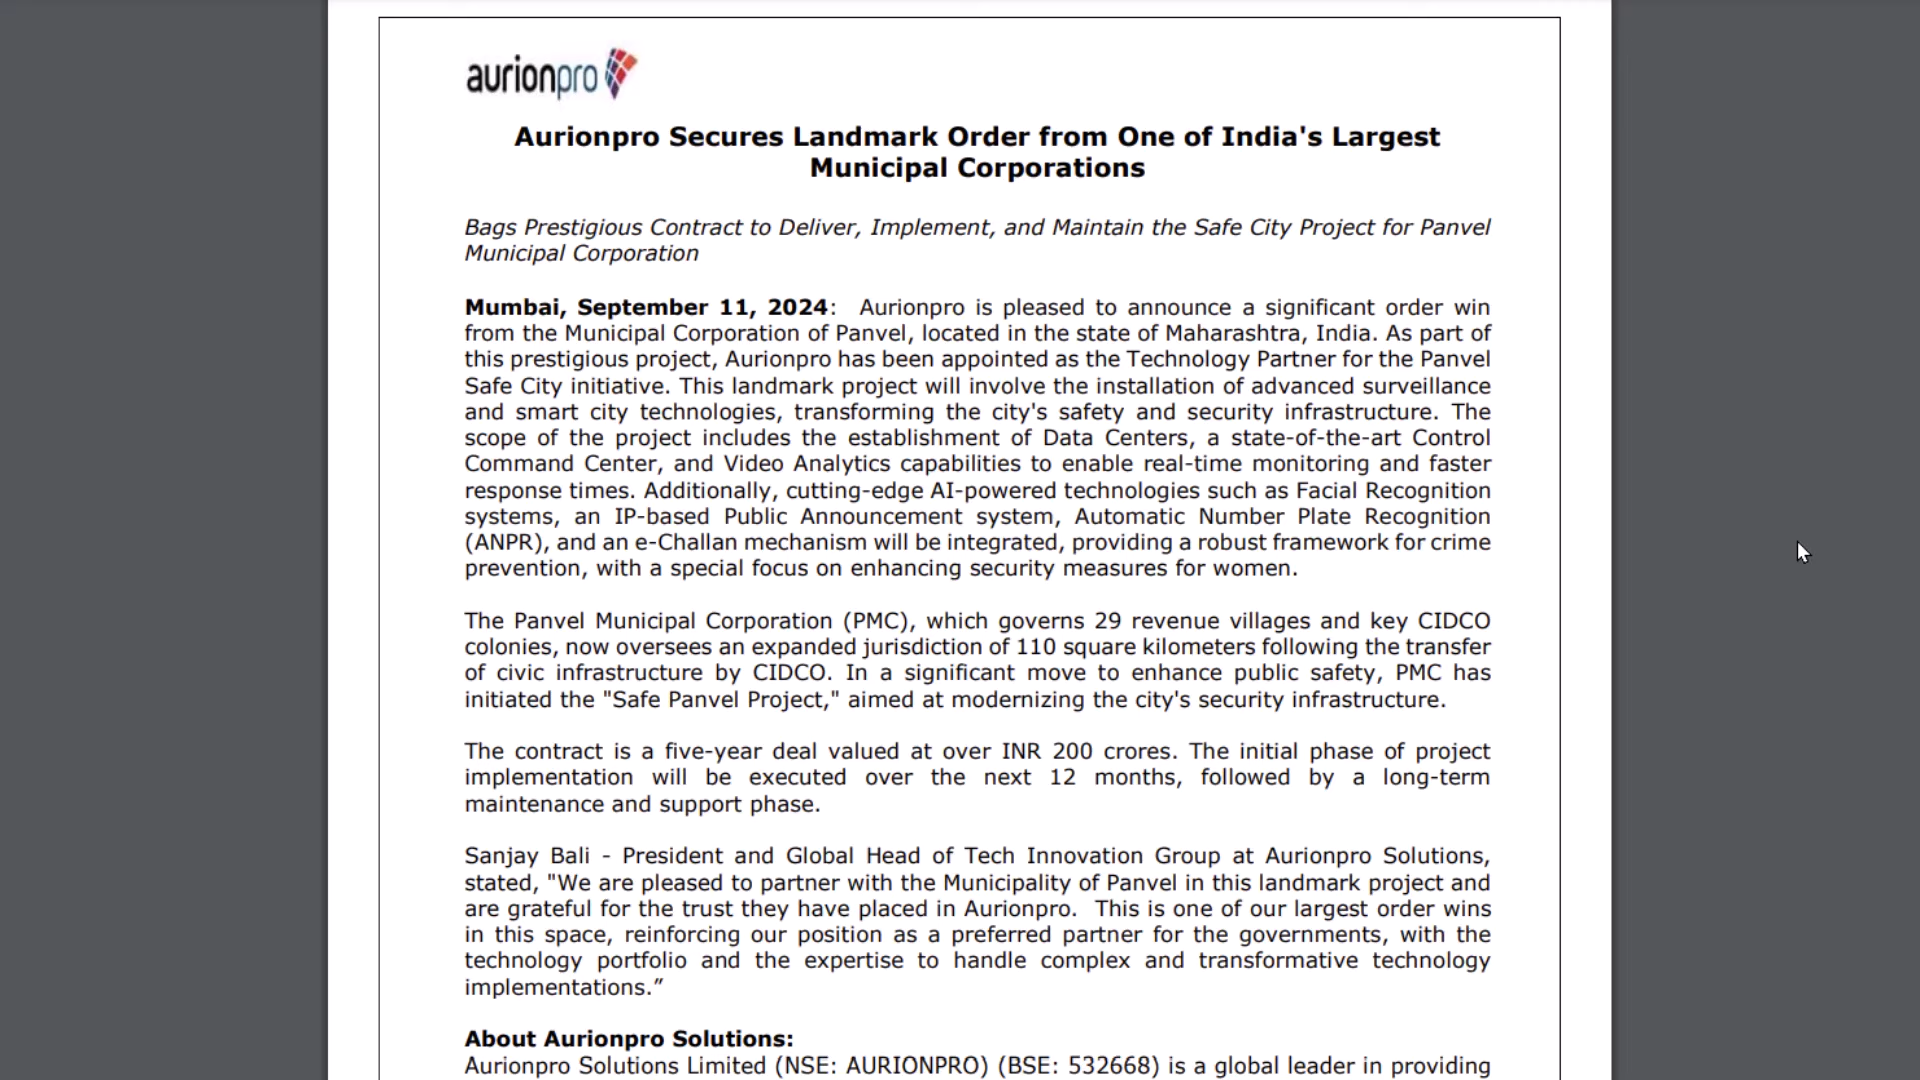 aurionpro
Aurionpro Secures Landmark Order from One of India's Largest
Municipal Corporations
Bags Prestigious Contract to Deliver, Implement, and Maintain the Safe City Project for Panvel
Municipal Corporation
Mumbai, September 11, 2024: Aurionpro is pleased to announce a significant order win
from the Municipal Corporation of Panvel, located in the state of Maharashtra, India. As part of
this prestigious project, Aurionpro has been appointed as the Technology Partner for the Panvel
Safe City initiative. This landmark project will involve the installation of advanced surveillance
and smart city technologies, transforming the city's safety and security infrastructure. The
scope of the project includes the establishment of Data Centers, a state-of-the-art Control
Command Center, and Video Analytics capabilities to enable real-time monitoring and faster
response times. Additionally, cutting-edge AI-powered technologies such as Facial Recognition
systems, an IP-based Public Announcement system, Automatic Number Plate Recognition
(ANPR), and an e-Challan mechanism will be integrated, providing a robust framework for crime
prevention, with a special focus on enhancing security measures for women.
The Panvel Municipal Corporation (PMC), which governs 29 revenue villages and key CIDCO
colonies, now oversees an expanded jurisdiction of 110 square kilometers following the transfer
of civic infrastructure by CIDCO. In a significant move to enhance public safety, PMC has
initiated the "Safe Panvel Project," aimed at modernizing the city's security infrastructure.
The contract is a five-year deal valued at over INR 200 crores. The initial phase of project
implementation will be executed over the next 12 months, followed by a long-term
maintenance and support phase.
Sanjay Bali - President and Global Head of Tech Innovation Group at Aurionpro Solutions,
stated, "We are pleased to partner with the Municipality of Panvel in this landmark project and
are grateful for the trust they have placed in Aurionpro. This is one of our largest order wins
in this space, reinforcing our position as a preferred partner for the governments, with the
technology portfolio and the expertise to handle complex and transformative technology
implementations.”
About Aurionpro Solutions:
Aurionpro Solutions Limited (NSE: AURIONPRO) (BSE: 532668) is a global leader in providing